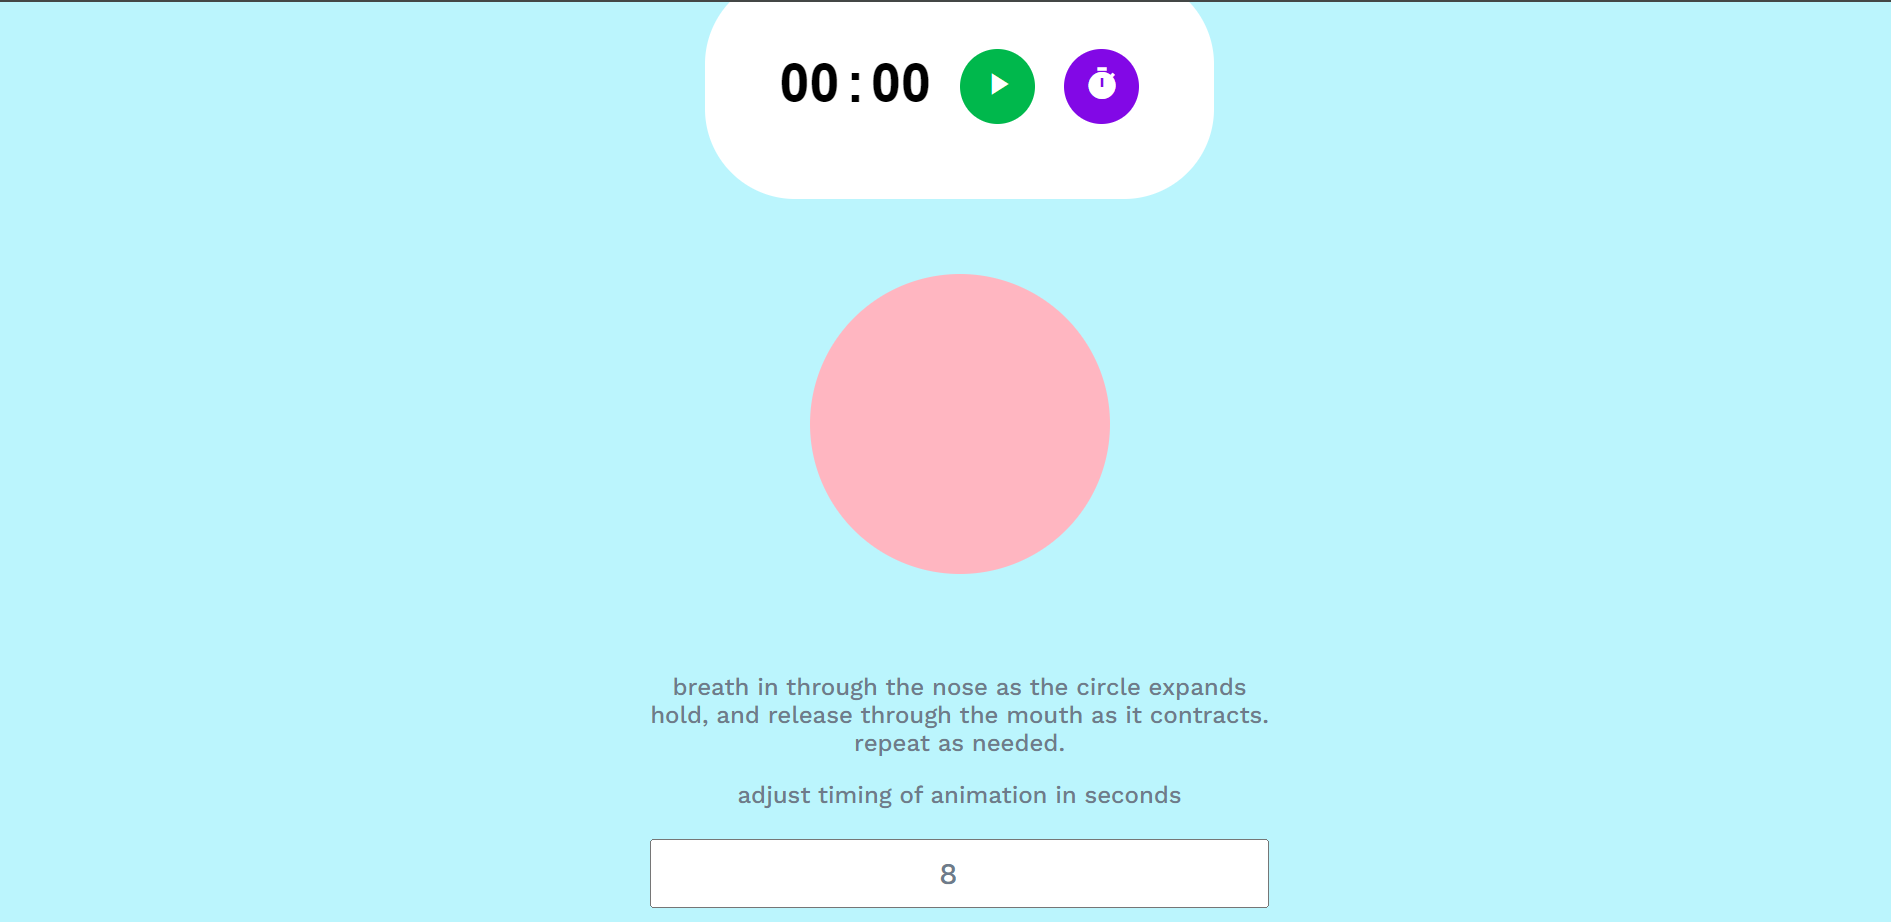 00:00
breath in through the nose as the circle expands
hold, and release through the mouth as it contracts.
repeat as needed.
adjust timing of animation in seconds
8